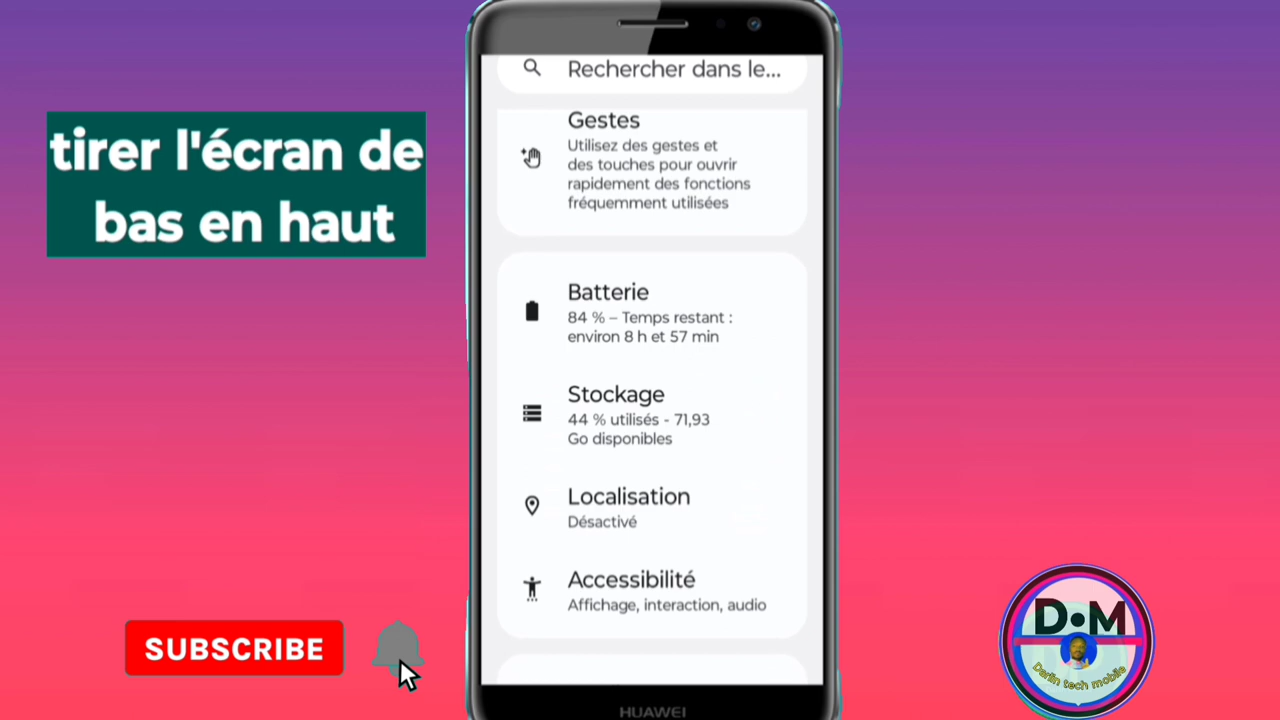 tirer l'écran de
bas en haut
Rechercher dans le...
Gestes
Utilisez des gestes et
des touches pour ouvrir
rapidement des fonctions
fréquemment utilisées
Batterie
84 % – Temps restant :
environ 8 h et 57 min
Stockage
44 % utilisés - 71,93
Go disponibles
Localisation
Désactivé
Accessibilité
Affichage, interaction, audio
SUBSCRIBE
D•M
Darlin tech mobile
HUAWEI